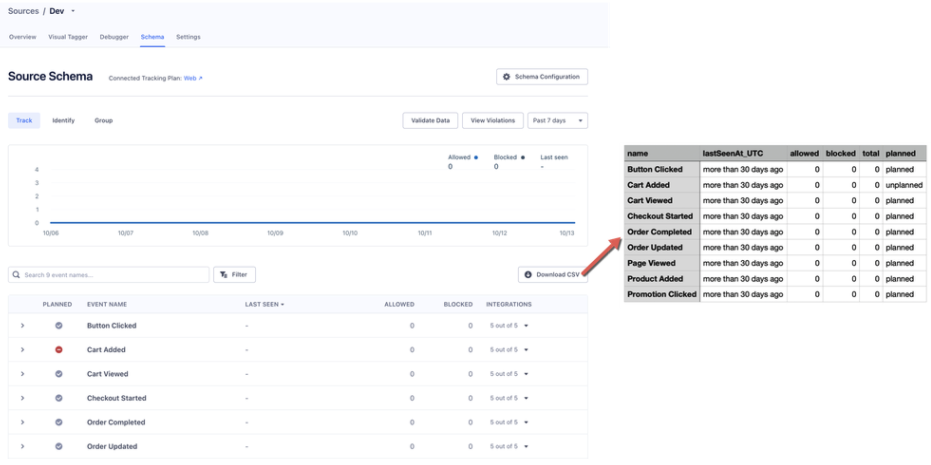 Sources / Dev
Overview Visual Tagger Debugger Schema Settings
Source Schema Connected Tracking Plan: Web Schema Configuration
Track Identify Group Validate Data View Violations Past 7 days
Allowed Blocked Last seen
0 0 -
4
3
2
1
0
10/06 10/07 10/08 10/09 10/10 10/11 10/12 10/13
Search 9 event names... Filter Download CSV
PLANNED EVENT NAME LAST SEEN ALLOWED BLOCKED INTEGRATIONS
Button Clicked - 0 0 5 out of 5
Cart Added - 0 0 5 out of 5
Cart Viewed - 0 0 5 out of 5
Checkout Started - 0 0 5 out of 5
Order Completed - 0 0 5 out of 5
Order Updated - 0 0 5 out of 5
name lastSeenAt_UTC allowed blocked total planned
Button Clicked more than 30 days ago 0 0 0 planned
Cart Added more than 30 days ago 0 0 0 unplanned
Cart Viewed more than 30 days ago 0 0 0 planned
Checkout Started more than 30 days ago 0 0 0 planned
Order Completed more than 30 days ago 0 0 0 planned
Order Updated more than 30 days ago 0 0 0 planned
Page Viewed more than 30 days ago 0 0 0 planned
Product Added more than 30 days ago 0 0 0 planned
Promotion Clicked more than 30 days ago 0 0 0 planned